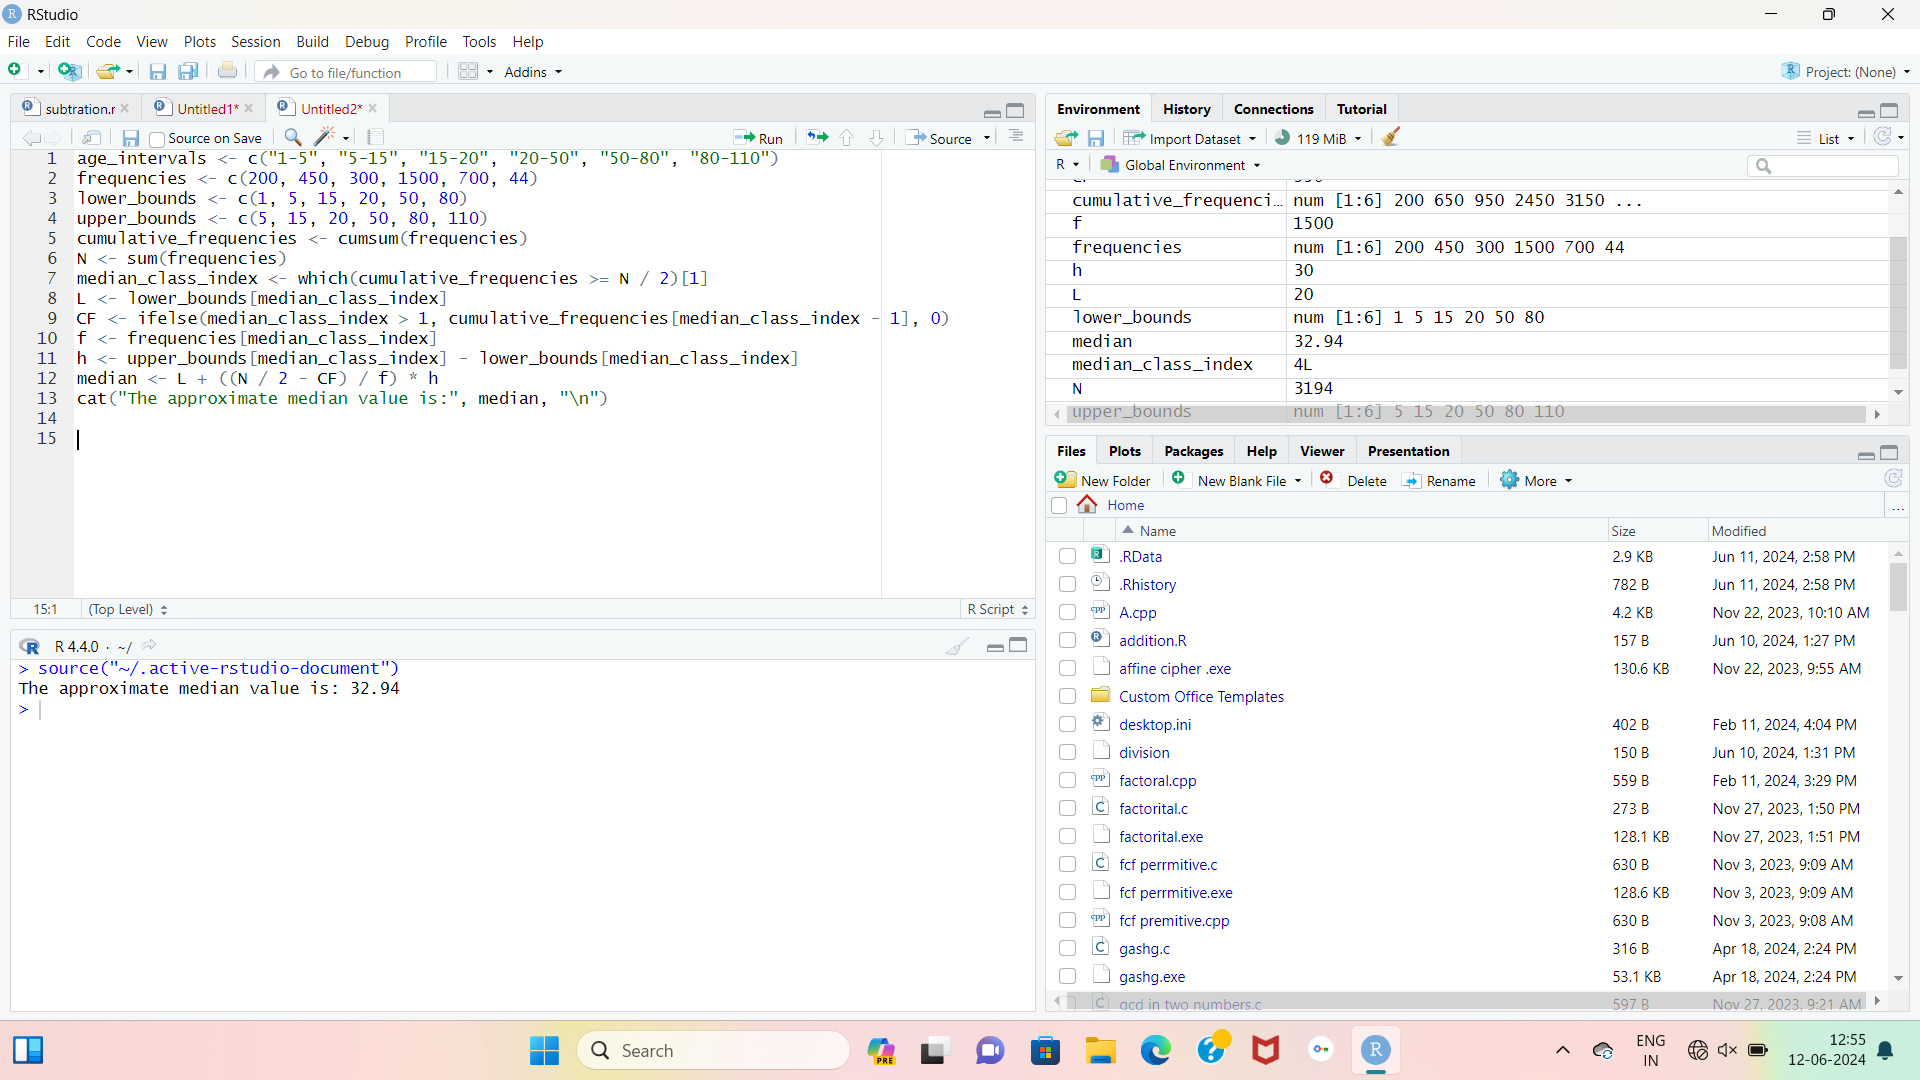 RStudio
File Edit Code View Plots Session Build Debug Profile Tools Help
Go to file/function Addins Project: (None)
subtration.r Untitled1* Untitled2*
Source on Save Run Source
1 age_intervals <- c("1-5", "5-15", "15-20", "20-50", "50-80", "80-110")
2 frequencies <- c(200, 450, 300, 1500, 700, 44)
3 lower_bounds <- c(1, 5, 15, 20, 50, 80)
4 upper_bounds <- c(5, 15, 20, 50, 80, 110)
5 cumulative_frequencies <- cumsum(frequencies)
6 N <- sum(frequencies)
7 median_class_index <- which(cumulative_frequencies >= N / 2)[1]
8 L <- lower_bounds[median_class_index]
9 CF <- ifelse(median_class_index > 1, cumulative_frequencies[median_class_index - 1], 0)
10 f <- frequencies[median_class_index]
11 h <- upper_bounds[median_class_index] - lower_bounds[median_class_index]
12 median <- L + ((N / 2 - CF) / f) * h
13 cat("The approximate median value is:", median, "\n")
14
15
15:1 (Top Level) R Script
R 4.4.0 · ~/
> source("~/.active-rstudio-document")
The approximate median value is: 32.94
>
Environment History Connections Tutorial
Import Dataset 119 MiB List
R Global Environment
cumulative_frequenci... num [1:6] 200 650 950 2450 3150 ...
f 1500
frequencies num [1:6] 200 450 300 1500 700 44
h 30
L 20
lower_bounds num [1:6] 1 5 15 20 50 80
median 32.94
median_class_index 4L
N 3194
upper_bounds num [1:6] 5 15 20 50 80 110
Files Plots Packages Help Viewer Presentation
New Folder New Blank File Delete Rename More
Home ...
Name Size Modified
.RData 2.9 KB Jun 11, 2024, 2:58 PM
.Rhistory 782 B Jun 11, 2024, 2:58 PM
A.cpp 4.2 KB Nov 22, 2023, 10:10 AM
addition.R 157 B Jun 10, 2024, 1:27 PM
affine cipher .exe 130.6 KB Nov 22, 2023, 9:55 AM
Custom Office Templates
desktop.ini 402 B Feb 11, 2024, 4:04 PM
division 150 B Jun 10, 2024, 1:31 PM
factoral.cpp 559 B Feb 11, 2024, 3:29 PM
factorital.c 273 B Nov 27, 2023, 1:50 PM
factorital.exe 128.1 KB Nov 27, 2023, 1:51 PM
fcf perrmitive.c 630 B Nov 3, 2023, 9:09 AM
fcf perrmitive.exe 128.6 KB Nov 3, 2023, 9:09 AM
fcf premitive.cpp 630 B Nov 3, 2023, 9:08 AM
gashg.c 316 B Apr 18, 2024, 2:24 PM
gashg.exe 53.1 KB Apr 18, 2024, 2:24 PM
gcd in two numbers.c 597 B Nov 27, 2023, 9:21 AM
Search PRE ENG 12:55
IN 12-06-2024